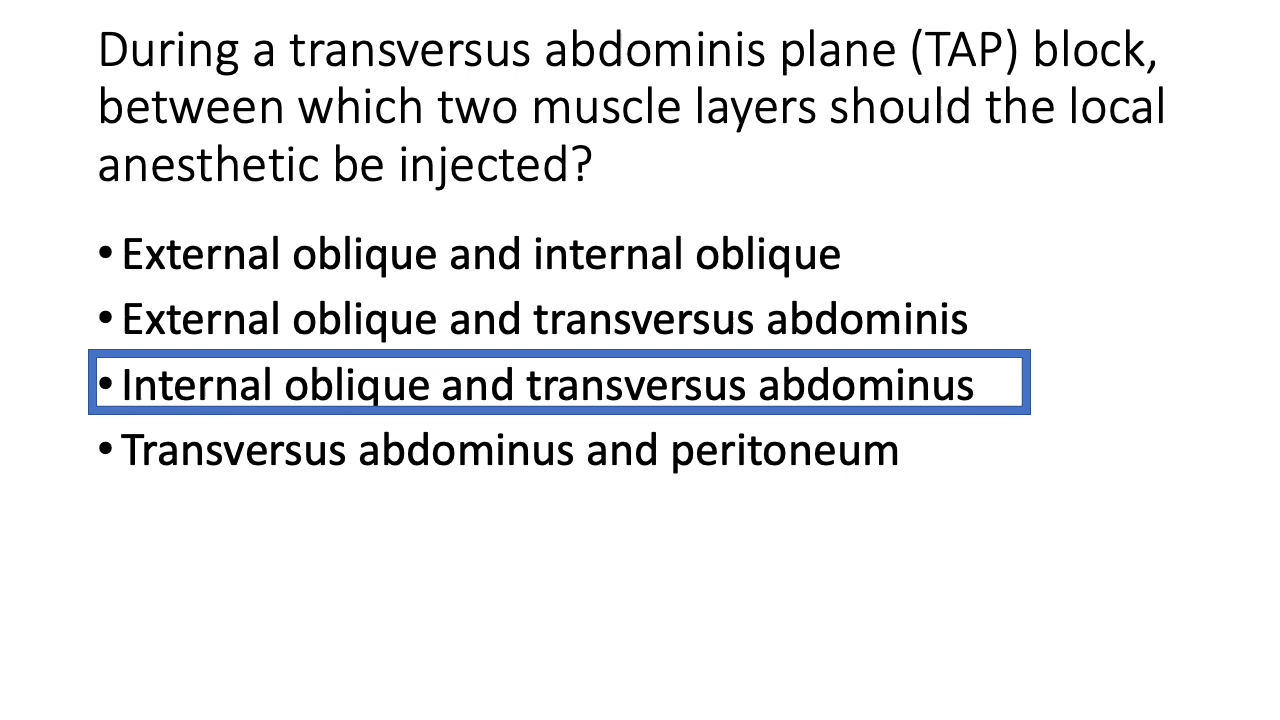 During a transversus abdominis plane (TAP) block,
between which two muscle layers should the local
anesthetic be injected?
• External oblique and internal oblique
• External oblique and transversus abdominis
• Internal oblique and transversus abdominus
• Transversus abdominus and peritoneum